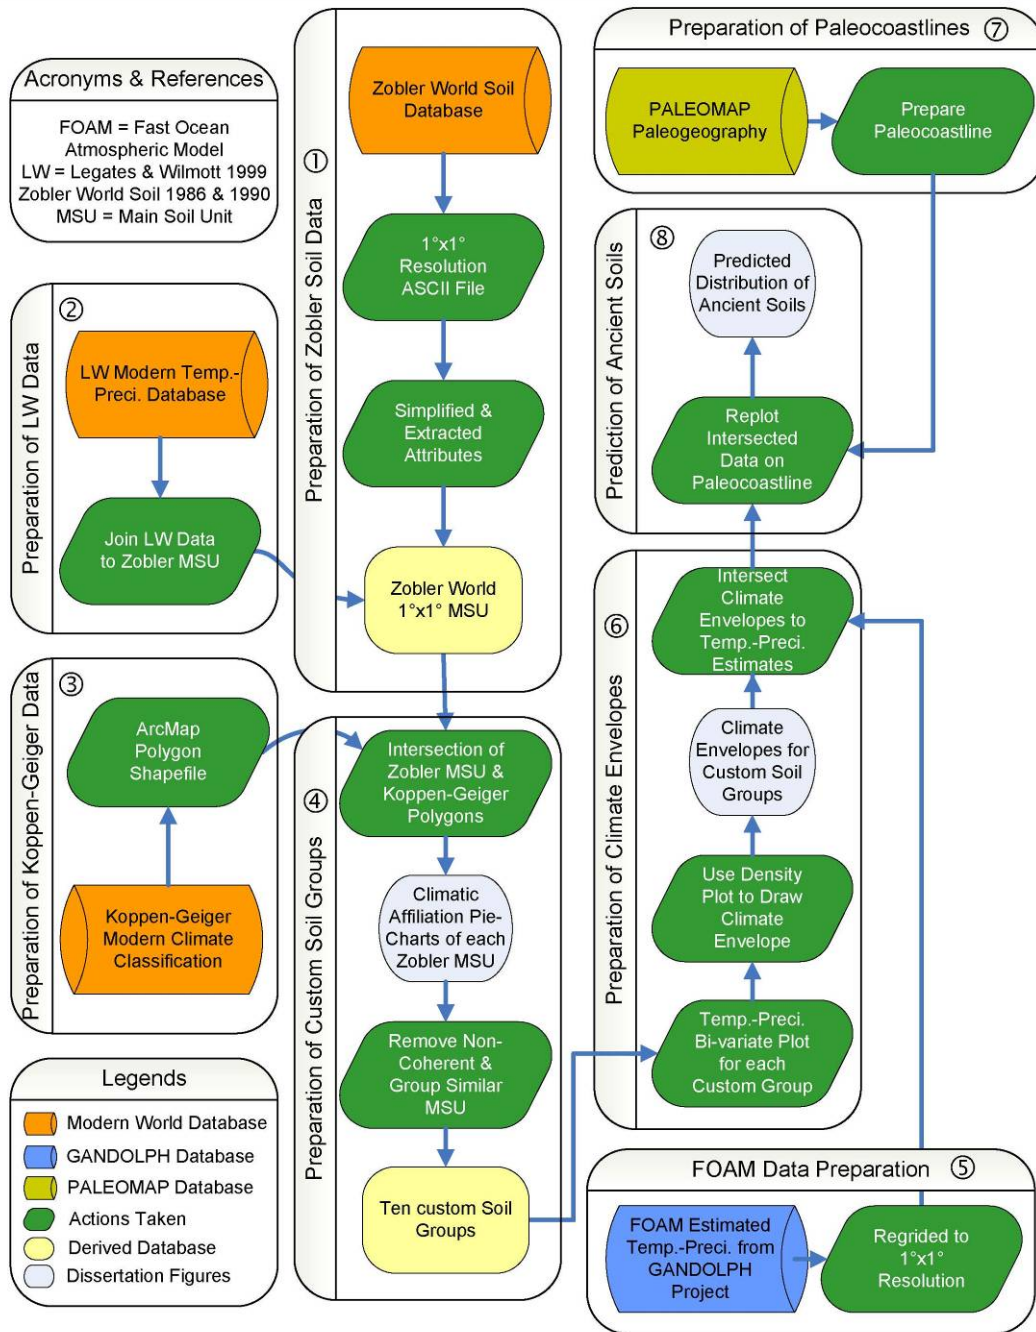 Acronyms & References
FOAM = Fast Ocean
Atmospheric Model
LW = Legates & Wilmott 1999
Zobler World Soil 1986 & 1990
MSU = Main Soil Unit
①
Preparation of Zobler Soil Data
Zobler World Soil
Database
1°x1°
Resolution
ASCII File
Simplified &
Extracted
Attributes
Zobler World
1°x1° MSU
②
Preparation of LW Data
LW Modern Temp.-
Preci. Database
Join LW Data
to Zobler MSU
③
Preparation of Koppen-Geiger Data
ArcMap
Polygon
Shapefile
Koppen-Geiger
Modern Climate
Classification
④
Preparation of Custom Soil Groups
Intersection of
Zobler MSU &
Koppen-Geiger
Polygons
Climatic
Affiliation Pie-
Charts of each
Zobler MSU
Remove Non-
Coherent &
Group Similar
MSU
Ten custom Soil
Groups
FOAM Data Preparation ⑤
FOAM Estimated
Temp.-Preci. from
GANDOLPH
Project
Regrided to
1°x1°
Resolution
⑥
Preparation of Climate Envelopes
Intersect
Climate
Envelopes to
Temp.-Preci.
Estimates
Climate
Envelopes for
Custom Soil
Groups
Use Density
Plot to Draw
Climate
Envelope
Temp.-Preci.
Bi-variate Plot
for each
Custom Group
Preparation of Paleocoastlines ⑦
PALEOMAP
Paleogeography
Prepare
Paleocoastline
⑧
Prediction of Ancient Soils
Predicted
Distribution of
Ancient Soils
Replot
Intersected
Data on
Paleocoastline
Legends
Modern World Database
GANDOLPH Database
PALEOMAP Database
Actions Taken
Derived Database
Dissertation Figures